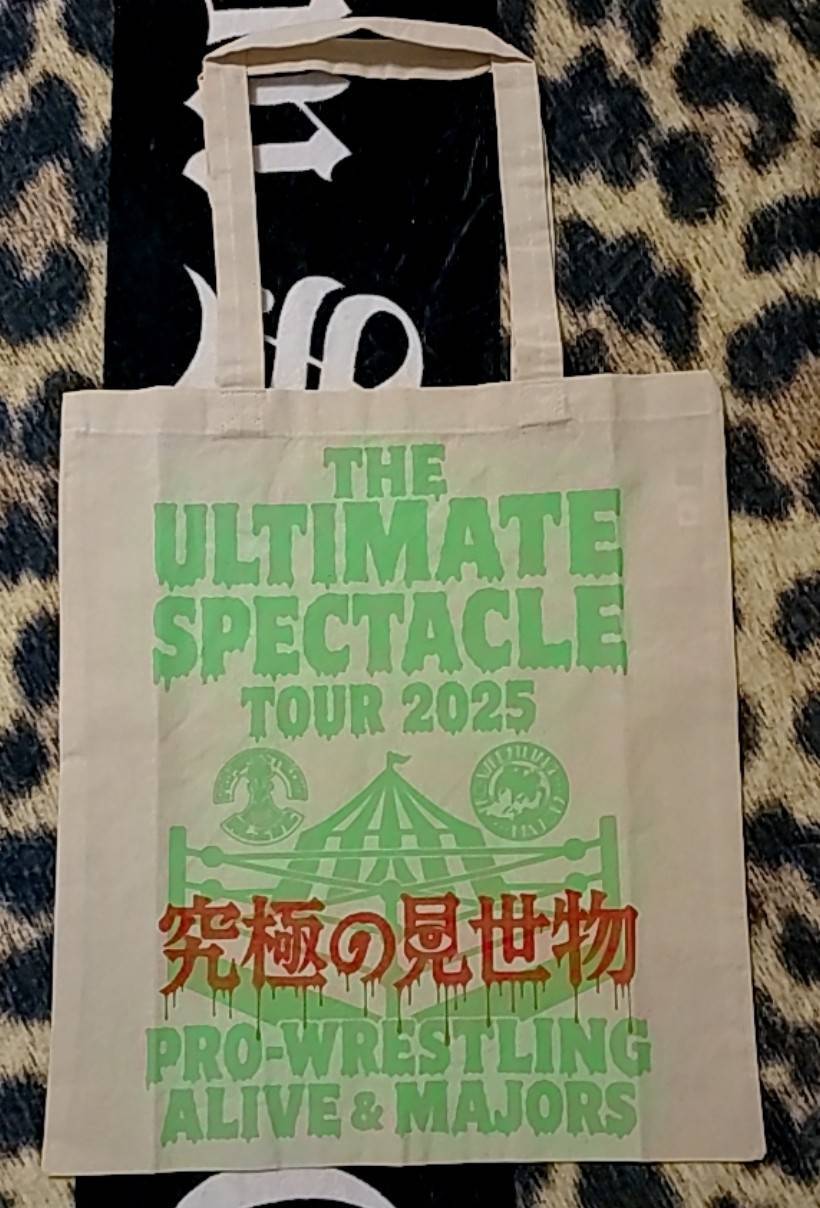 THE
ULTIMATE
SPECTACLE
TOUR 2025
究極の見世物
PRO-WRESTLING
ALIVE & MAJORS